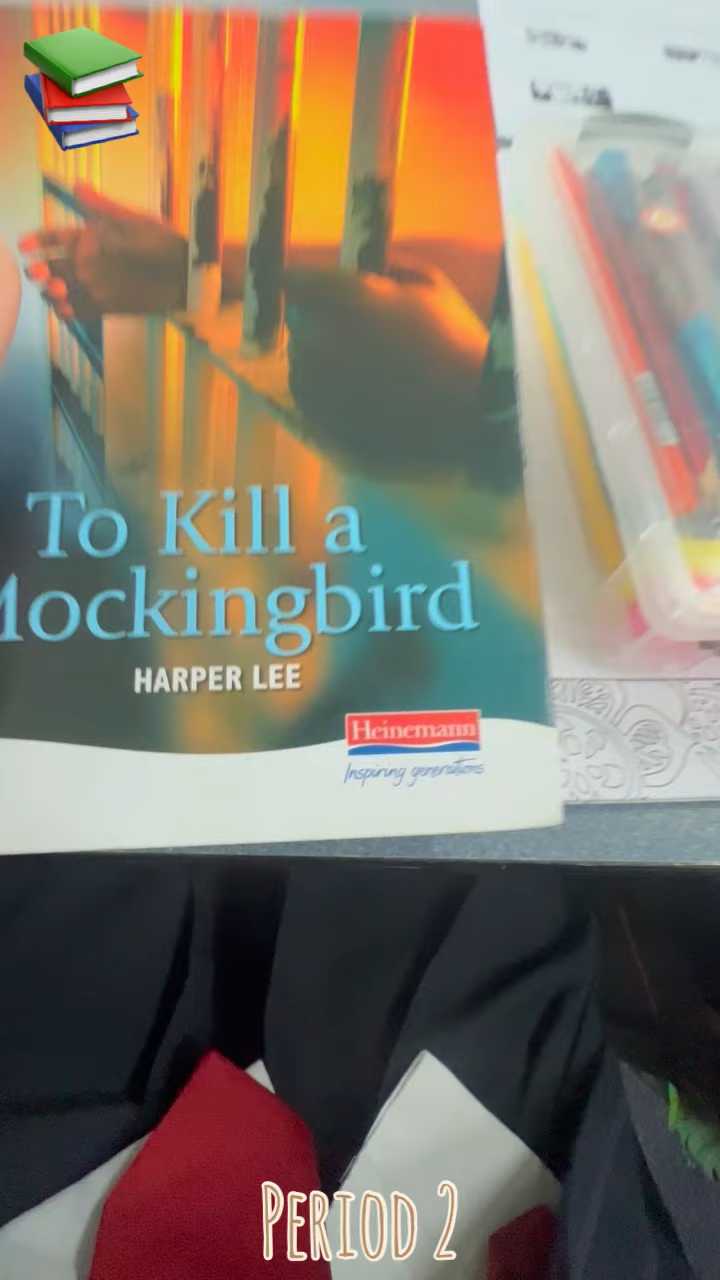 To Kill a
Mockingbird
HARPER LEE
Heinemann
Inspiring generations
PERIOD 2